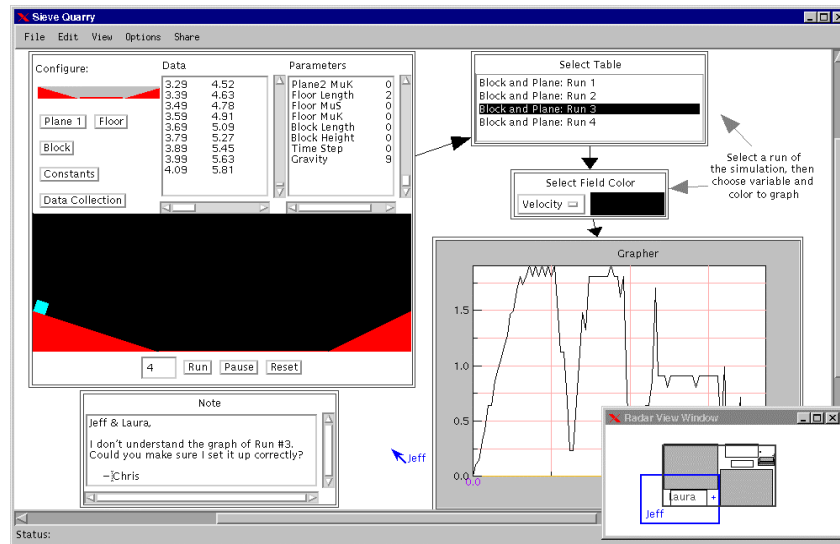 Sieve Quarry
File Edit View Options Share
Configure:
Plane 1 Floor
Block
Constants
Data Collection
Data
3.29 4.52
3.39 4.63
3.49 4.78
3.59 4.91
3.69 5.09
3.79 5.27
3.89 5.45
3.99 5.63
4.09 5.81
Parameters
Plane2 MuK 0
Floor Length 2
Floor MuS 0
Floor MuK 0
Block Length 0
Block Height 0
Time Step 0
Gravity 9
4 Run Pause Reset
Select Table
Block and Plane: Run 1
Block and Plane: Run 2
Block and Plane: Run 3
Block and Plane: Run 4
Select a run of
the simulation, then
choose variable and
color to graph
Select Field Color
Velocity
Grapher
1.5
1.0
0.5
0.0
0.0
Note
Jeff & Laura,
I don't understand the graph of Run #3.
Could you make sure I set it up correctly?
-Chris
Jeff
Radar View Window
Laura
Jeff
Status: